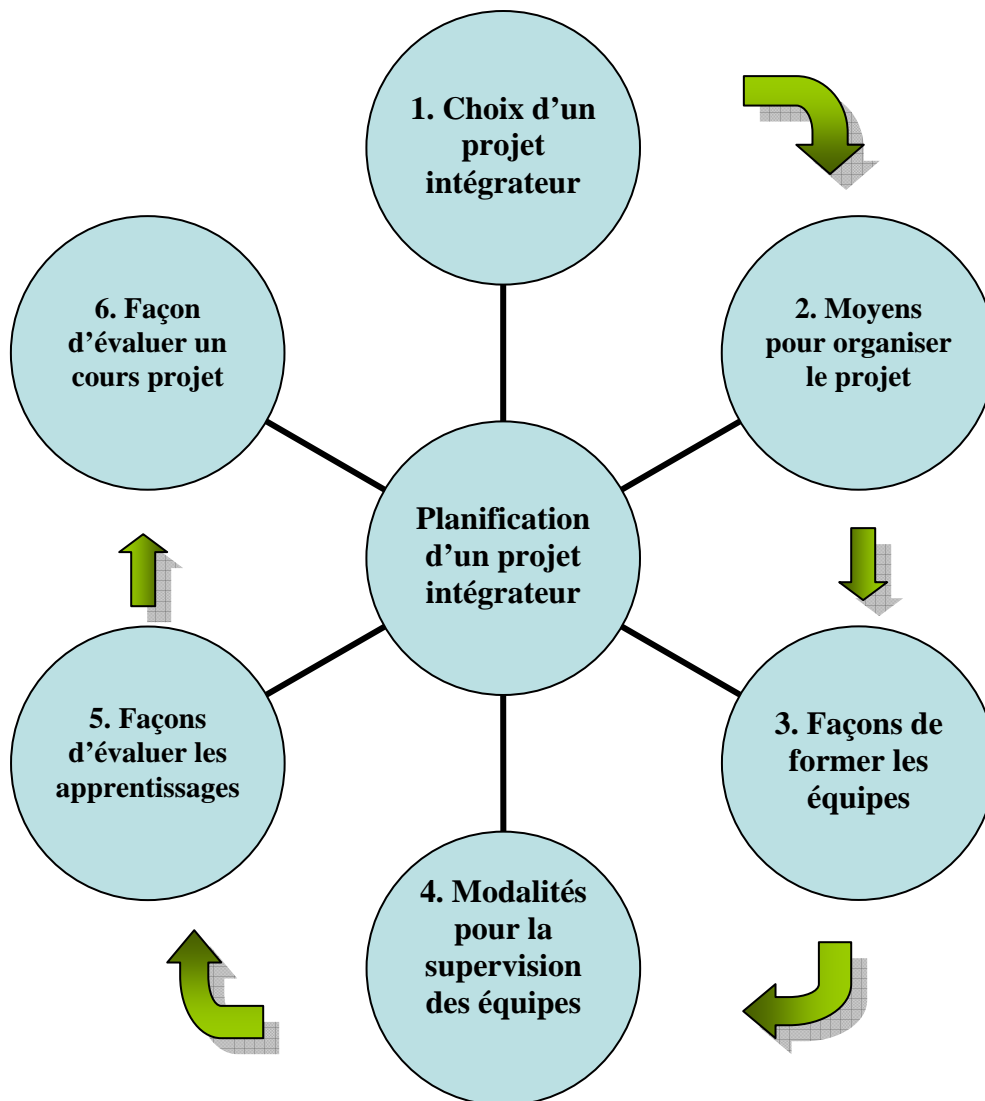 1. Choix d’un
projet
intégrateur
2. Moyens
pour organiser
le projet
3. Façons de
former les
équipes
4. Modalités
pour la
supervision
des équipes
5. Façons
d’évaluer les
apprentissages
6. Façon
d’évaluer un
cours projet
Planification
d’un projet
intégrateur